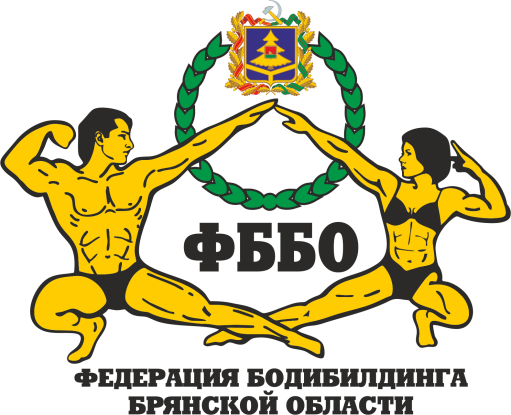 ФББО
ФЕДЕРАЦИЯ БОДИБИЛДИНГА
БРЯНСКОЙ ОБЛАСТИ